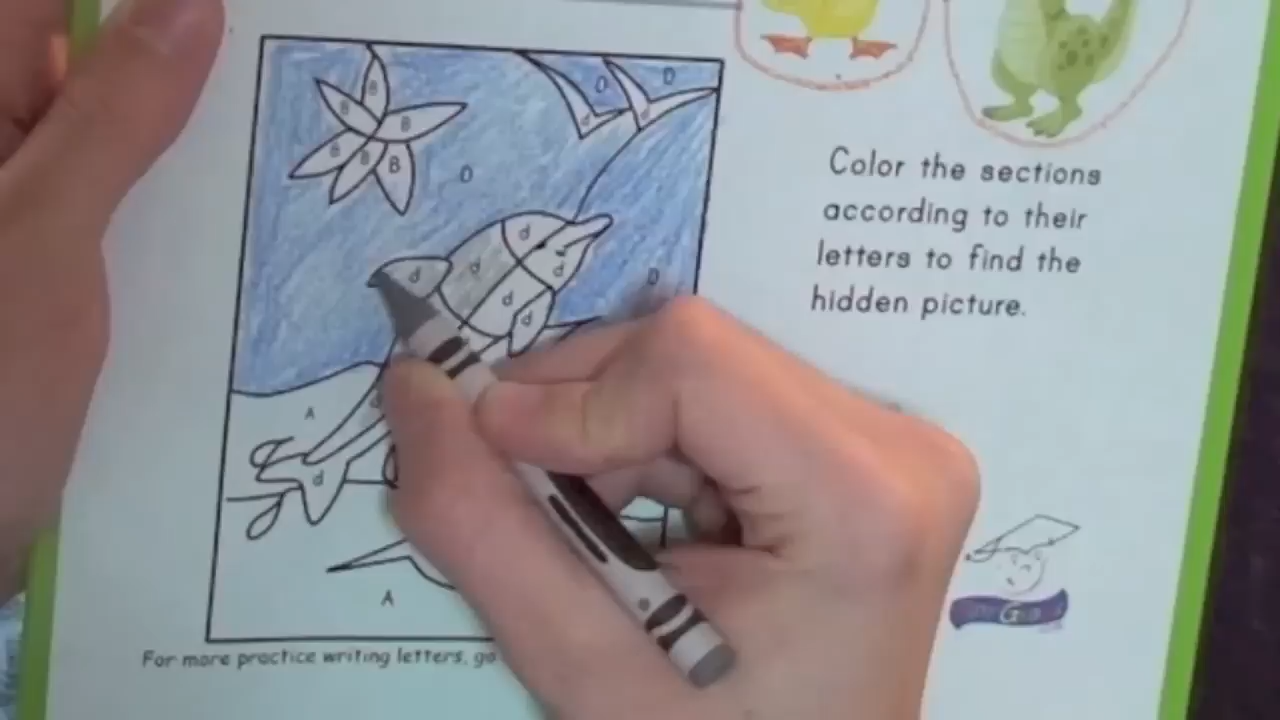 Color the sections
according to their
letters to find the
hidden picture.
B
D
D
B
B
d
d
B
B
B
B
D
d
d
d
d
D
d
d
A
d
A
For more practice writing letters, go